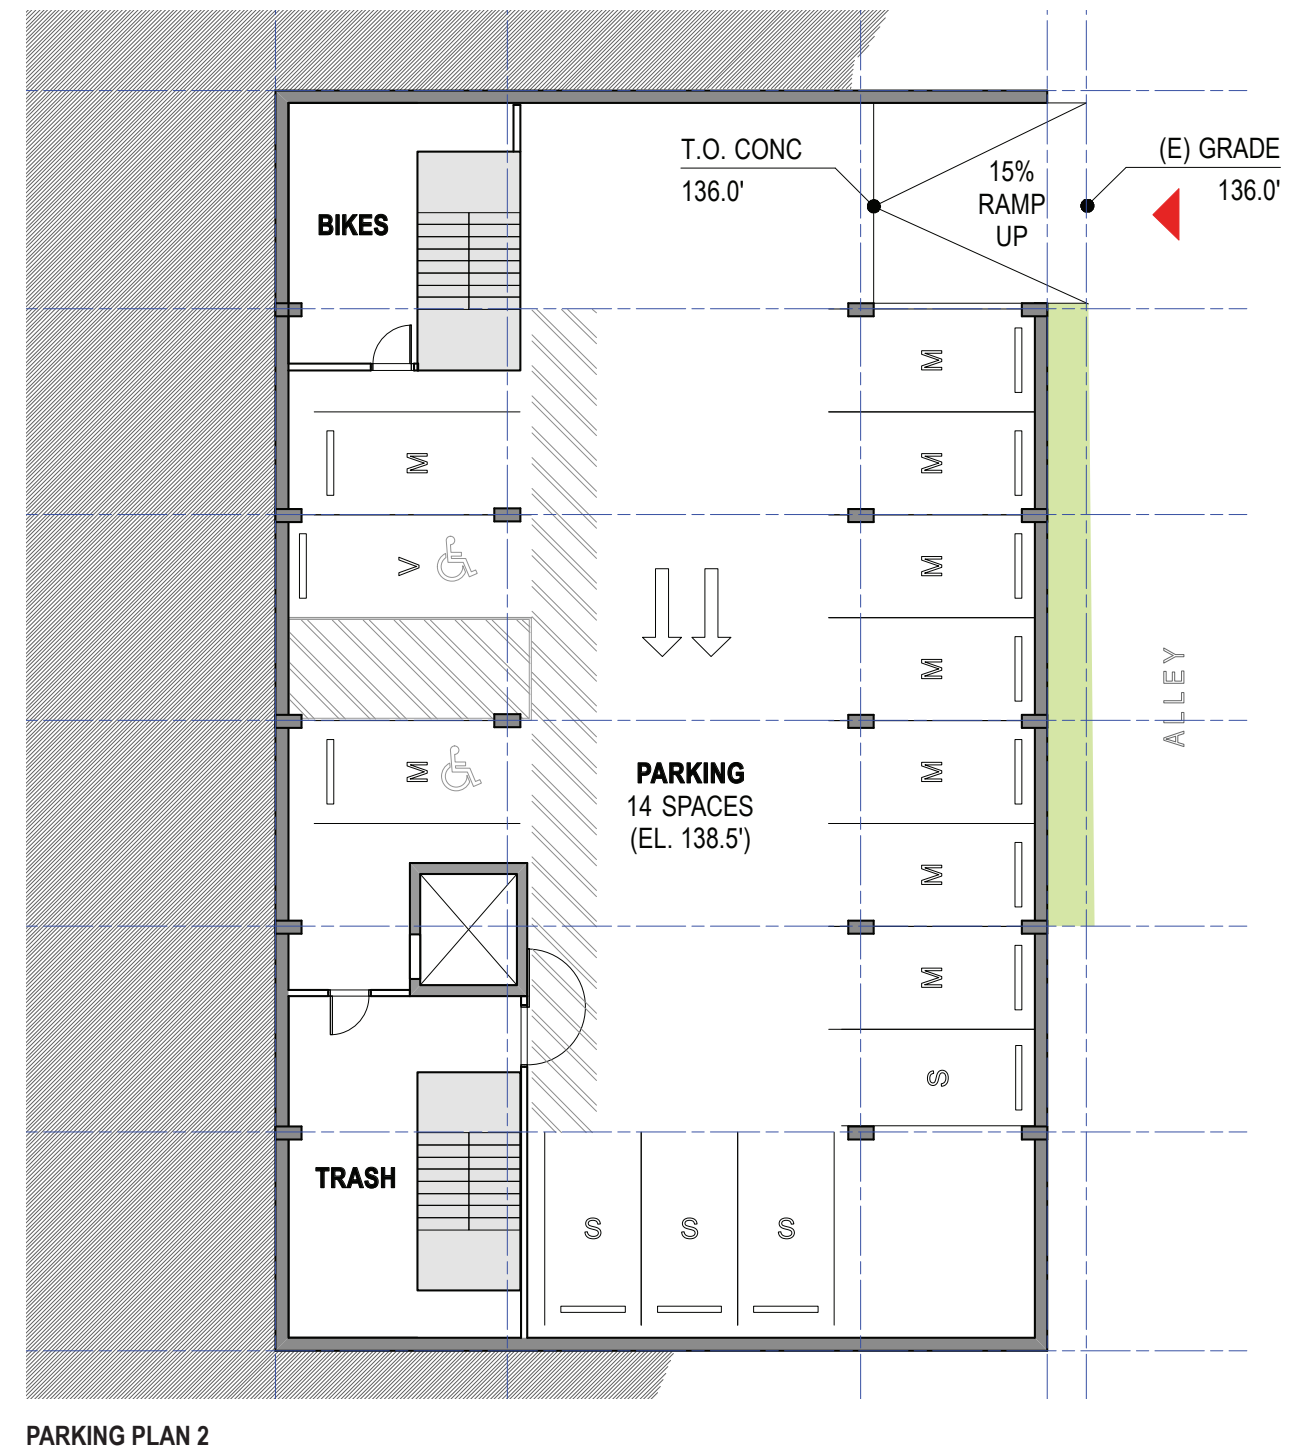 T.O. CONC
136.0'
15%
RAMP
UP
(E) GRADE
136.0'
BIKES
M
M
M
V
M
M
M
PARKING
14 SPACES
(EL. 138.5')
M
M
ALLEY
M
S
TRASH
S
S
S
PARKING PLAN 2